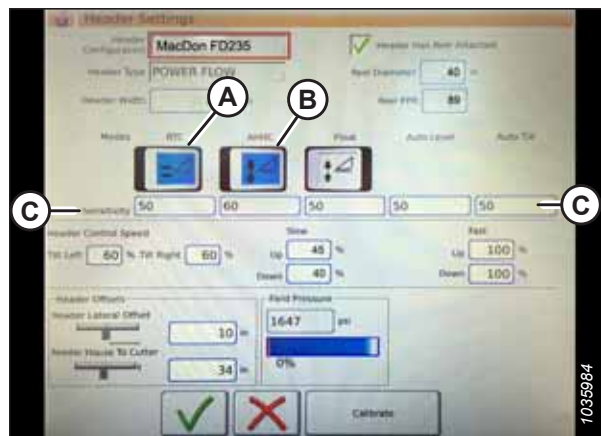 Header Settings
Header Configuration MacDon FD235 Header Has Reel Attached
Header Type POWER FLOW Reel Diameter 40 in
Header Width Reel PPR 89
A B
Modes RTC AHHC Float Auto Level Auto Tilt
C Sensitivity 50 60 50 50 50 C
Header Control Speed Slow Fast
Tilt Left 60 % Tilt Right 60 % Up 45 % Up 100 %
Down 40 % Down 100 %
Header Offsets Field Pressure
Header Lateral Offset 1647 psi
10 in
Feeder House To Cutter 0%
34 in
Calibrate
1035984